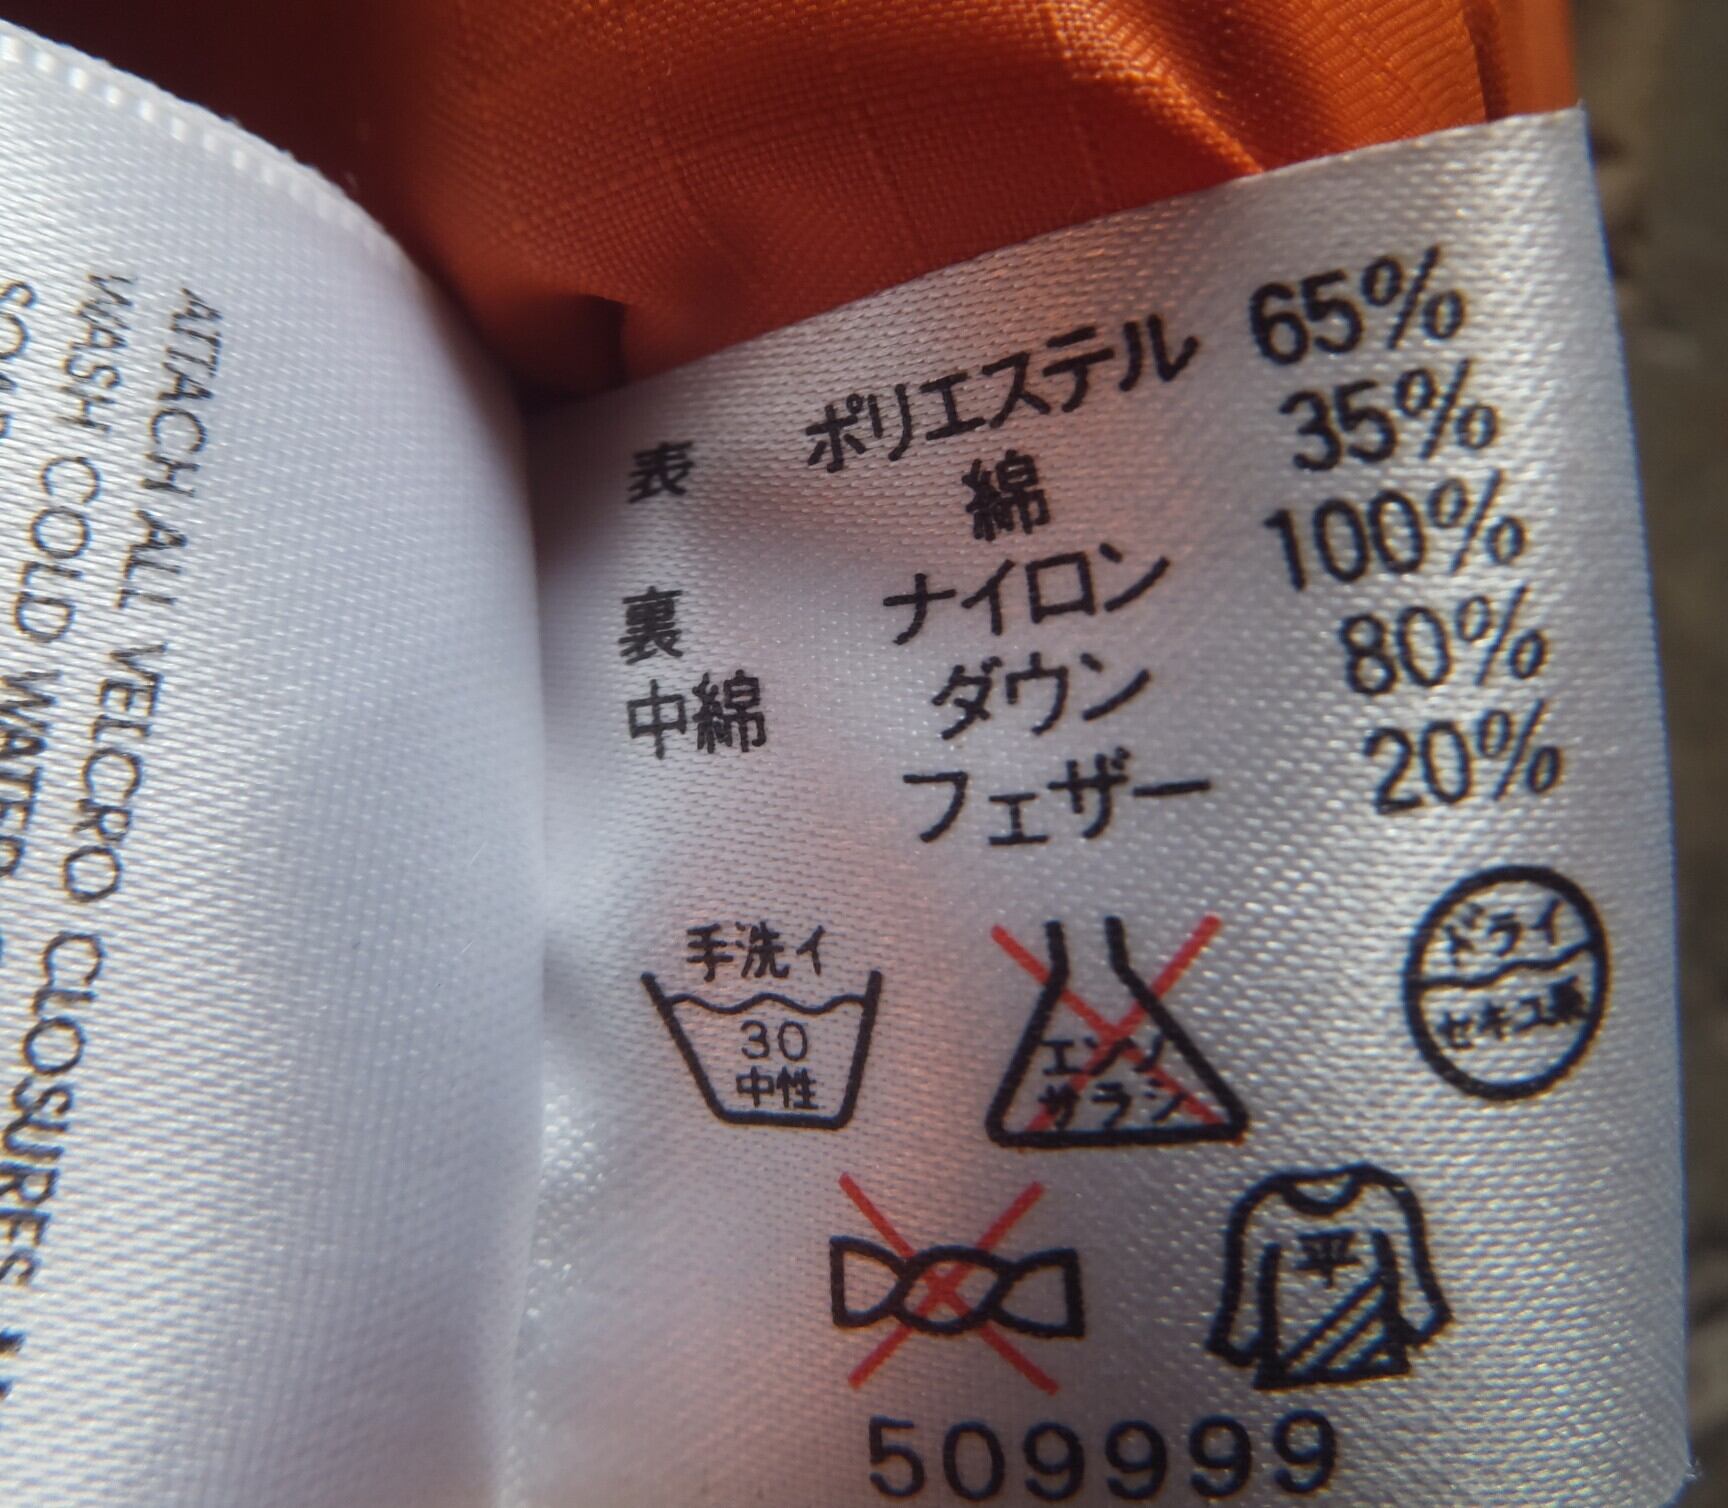 ATTACH ALL VELCRO CLOSURES
WASH COLD WATER
表 ポリエステル 65%
綿 35%
裏 ナイロン 100%
中綿 ダウン 80%
フェザー 20%
手洗イ
30
中性
エンソ
サラシ
ドライ
セキユ系
平
509999